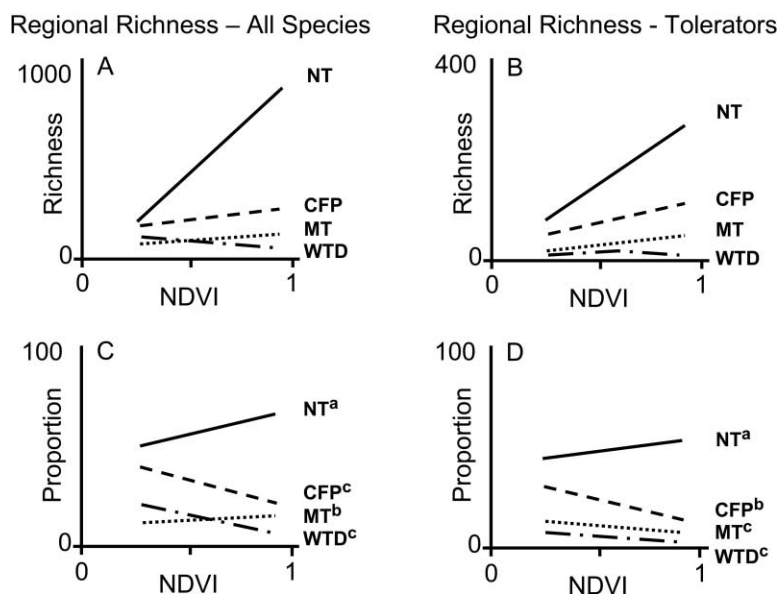 Regional Richness – All Species
Regional Richness - Tolerators
A
1000
Richness
0
NT
CFP
MT
WTD
0
1
NDVI
B
400
Richness
0
NT
CFP
MT
WTD
0
1
NDVI
C
100
Proportion
0
NTᵃ
CFPᶜ
MTᵇ
WTDᶜ
0
1
NDVI
D
100
Proportion
0
NTᵃ
CFPᵇ
MTᶜ
WTDᶜ
0
1
NDVI